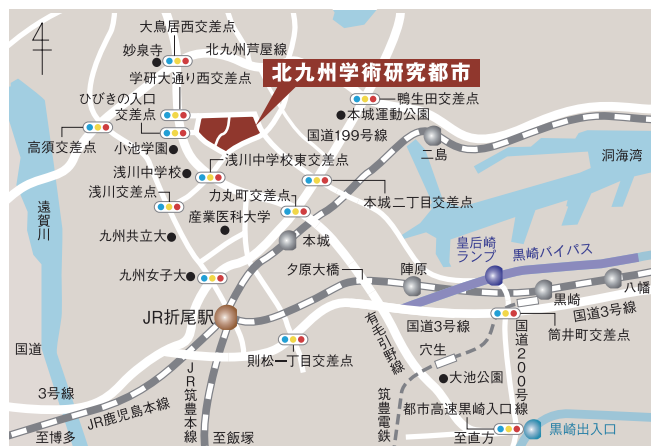 大鳥居西交差点
妙泉寺
北九州芦屋線
北九州学術研究都市
学研大通り西交差点
ひびきの入口
交差点
鴨生田交差点
本城運動公園
国道199号線
高須交差点
小池学園
浅川中学校東交差点
二島
洞海湾
浅川中学校
浅川交差点
力丸町交差点
本城二丁目交差点
産業医科大学
遠賀川
九州共立大
本城
皇后崎
ランプ
黒崎バイパス
夕原大橋
陣原
八幡
九州女子大
黒崎
国道3号線
JR折尾駅
有毛引野線
国道3号線
国道200号線
筒井町交差点
国道
3号線
則松一丁目交差点
穴生
大池公園
JR鹿児島本線
JR筑豊本線
筑豊電鉄
都市高速黒崎入口
黒崎出入口
至博多
至飯塚
至直方